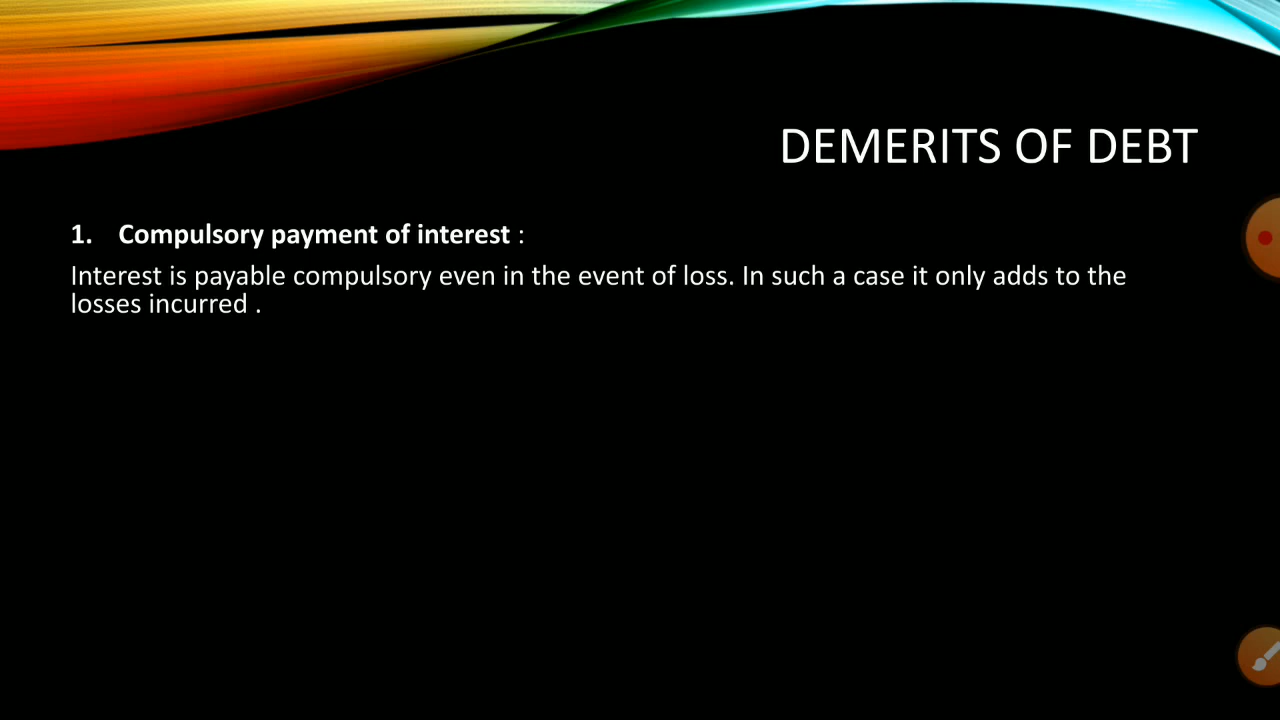 DEMERITS OF DEBT
1. Compulsory payment of interest :
Interest is payable compulsory even in the event of loss. In such a case it only adds to the
losses incurred .